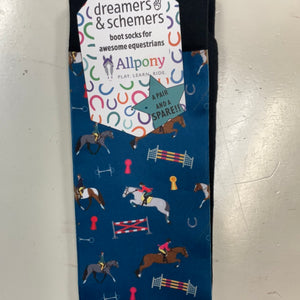 dreamers & schemers
boot socks for
awesome equestrians
Allpony
PLAY. LEARN. RIDE.
A PAIR
AND A
SPARE!!